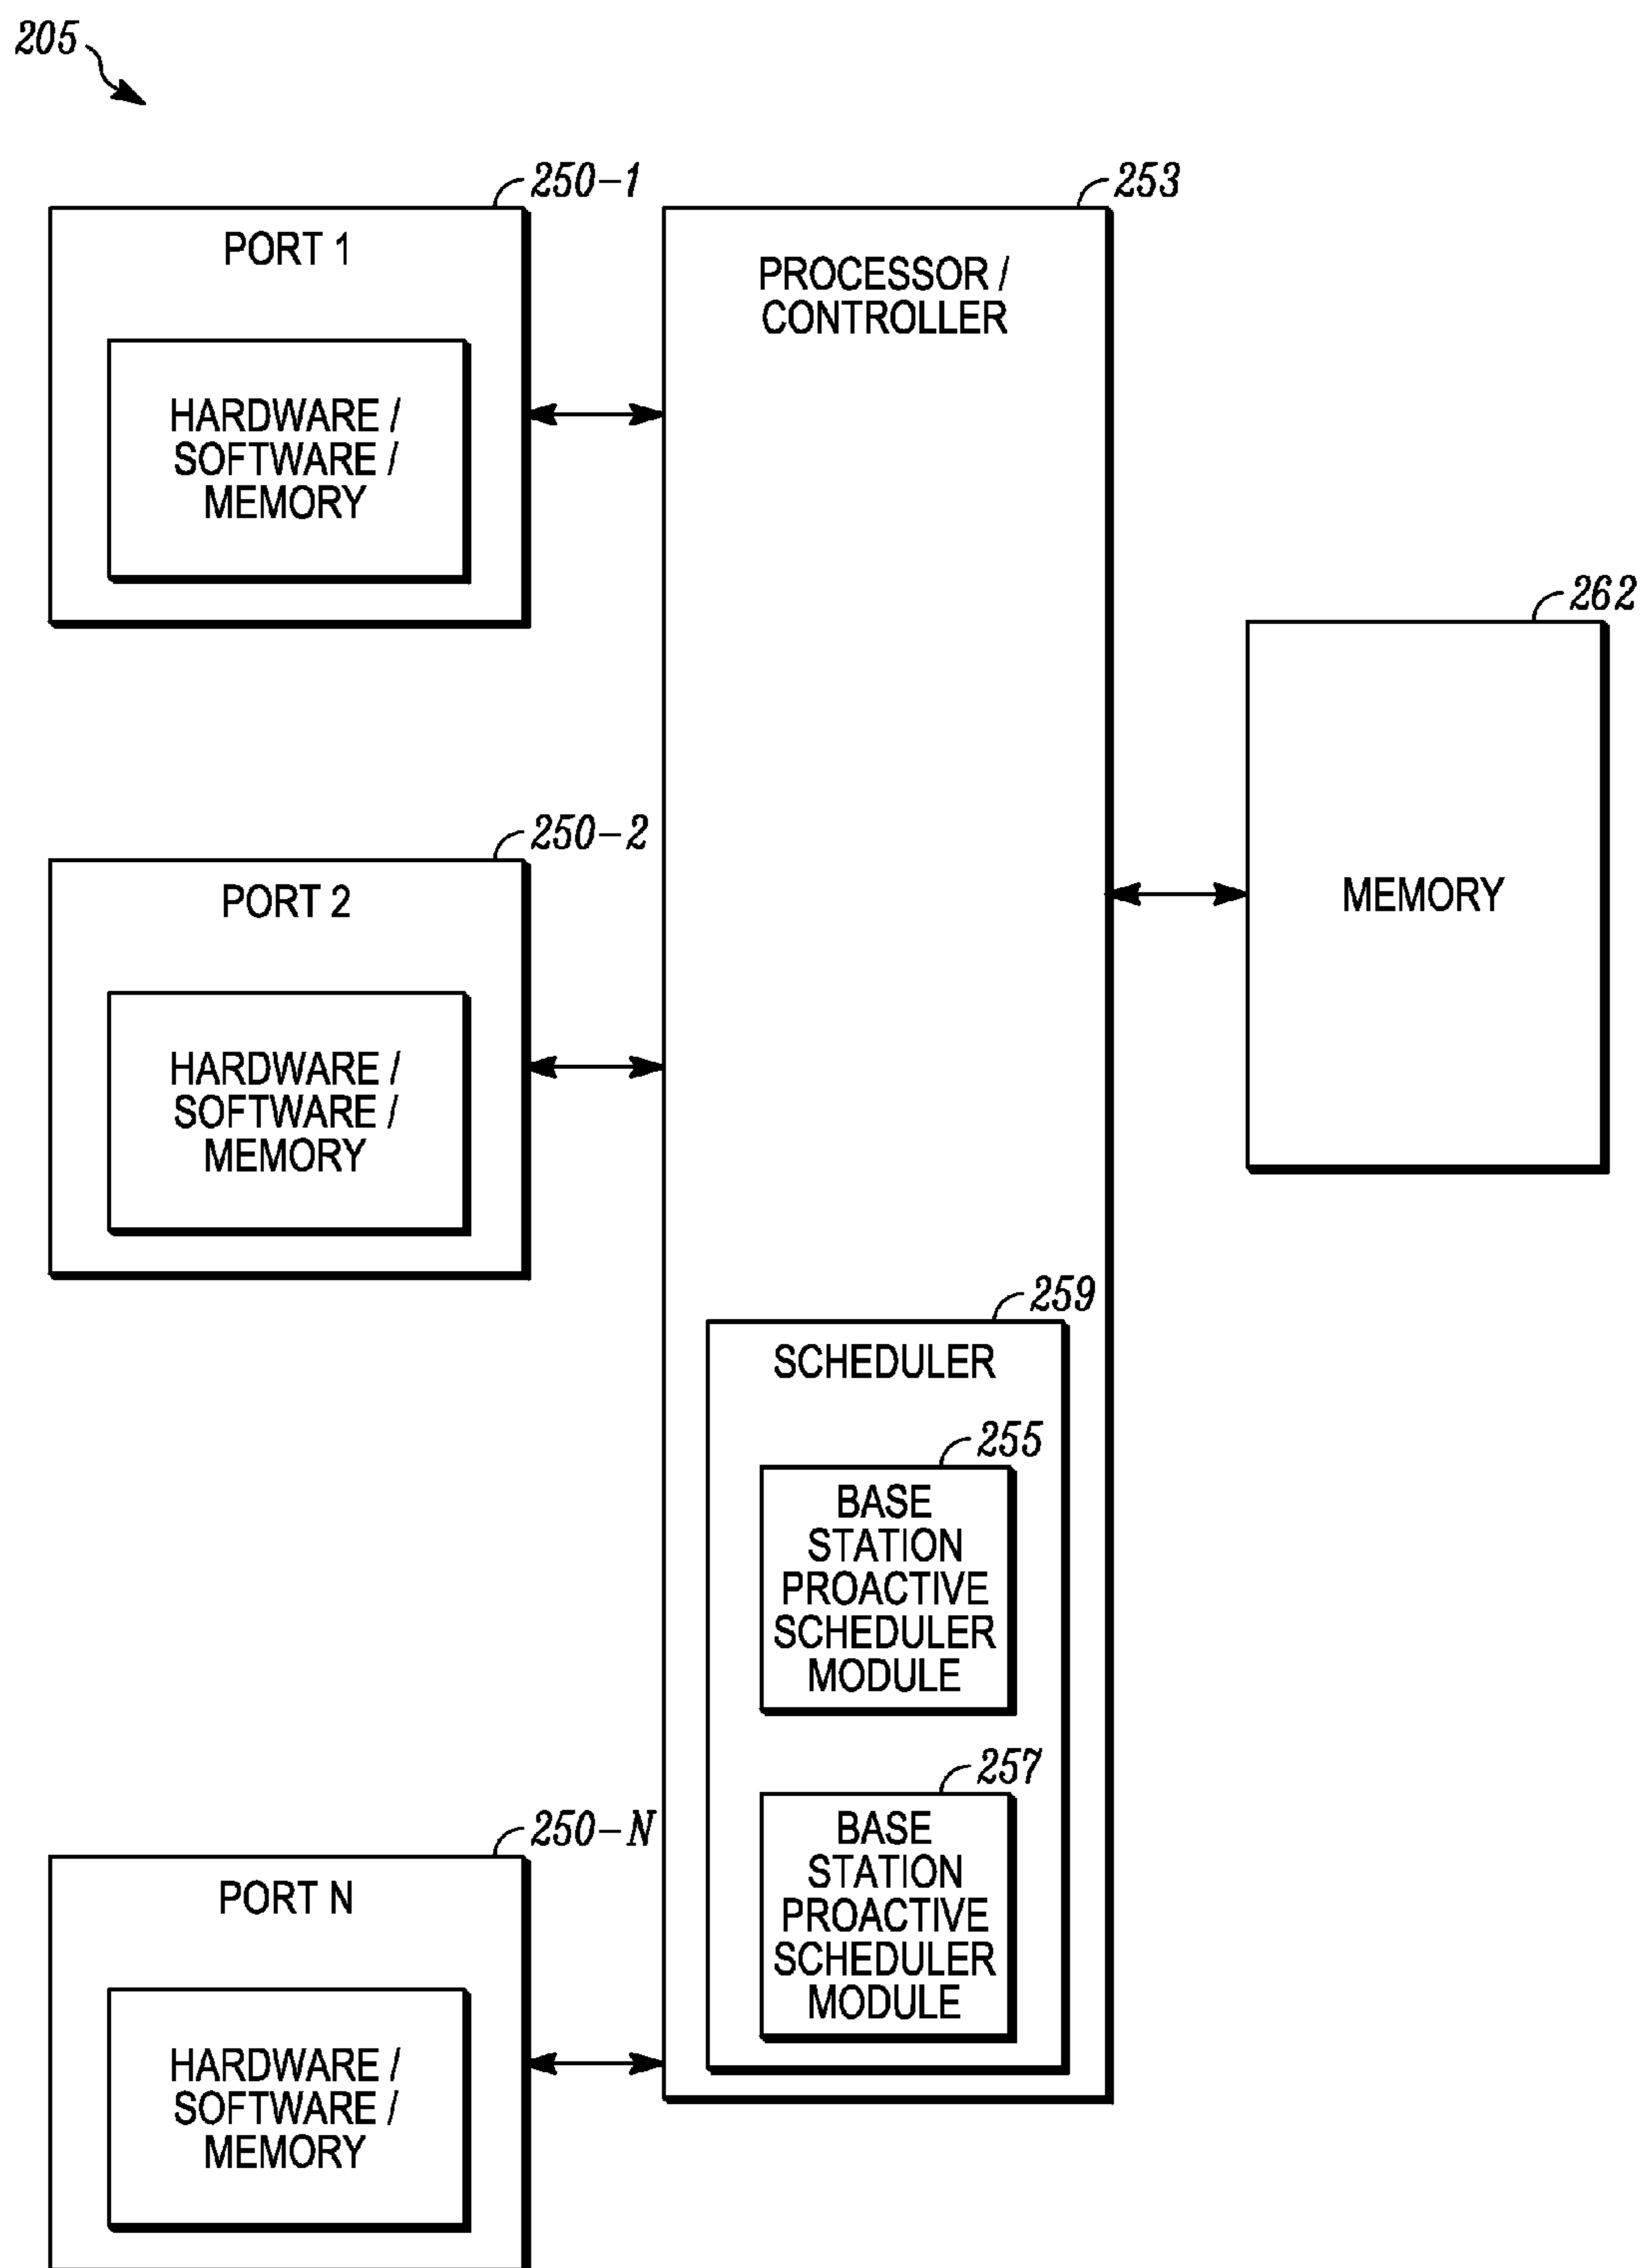 205
250-1
PORT 1
HARDWARE /
SOFTWARE /
MEMORY
253
PROCESSOR /
CONTROLLER
262
MEMORY
250-2
PORT 2
HARDWARE /
SOFTWARE /
MEMORY
259
SCHEDULER
255
BASE
STATION
PROACTIVE
SCHEDULER
MODULE
257
BASE
STATION
PROACTIVE
SCHEDULER
MODULE
250-N
PORT N
HARDWARE /
SOFTWARE /
MEMORY